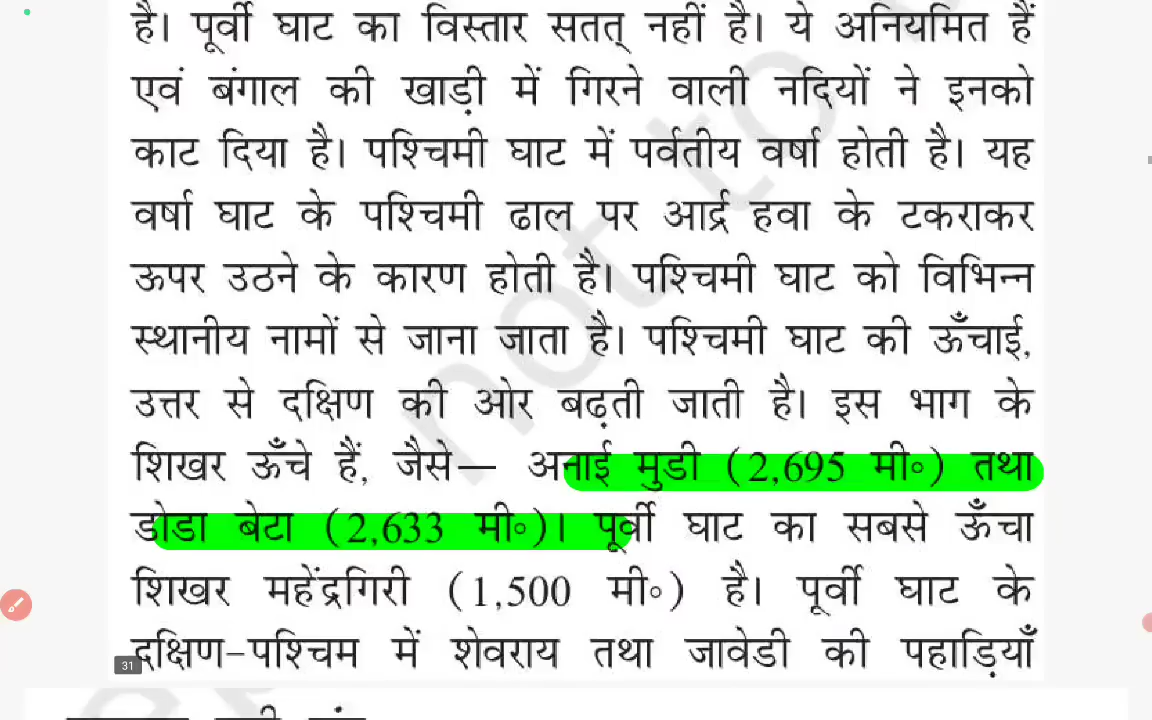 है। पूर्वी घाट का विस्तार सतत् नहीं है। ये अनियमित हैं
एवं बंगाल की खाड़ी में गिरने वाली नदियों ने इनको
काट दिया है। पश्चिमी घाट में पर्वतीय वर्षा होती है। यह
वर्षा घाट के पश्चिमी ढाल पर आर्द्र हवा के टकराकर
ऊपर उठने के कारण होती है। पश्चिमी घाट को विभिन्न
स्थानीय नामों से जाना जाता है। पश्चिमी घाट की ऊँचाई,
उत्तर से दक्षिण की ओर बढ़ती जाती है। इस भाग के
शिखर ऊँचे हैं, जैसे— अनाई मुडी (2,695 मी॰) तथा
डोडा बेटा (2,633 मी॰)। पूर्वी घाट का सबसे ऊँचा
शिखर महेंद्रगिरी (1,500 मी॰) है। पूर्वी घाट के
दक्षिण-पश्चिम में शेवराय तथा जावेडी की पहाड़ियाँ
31
not to